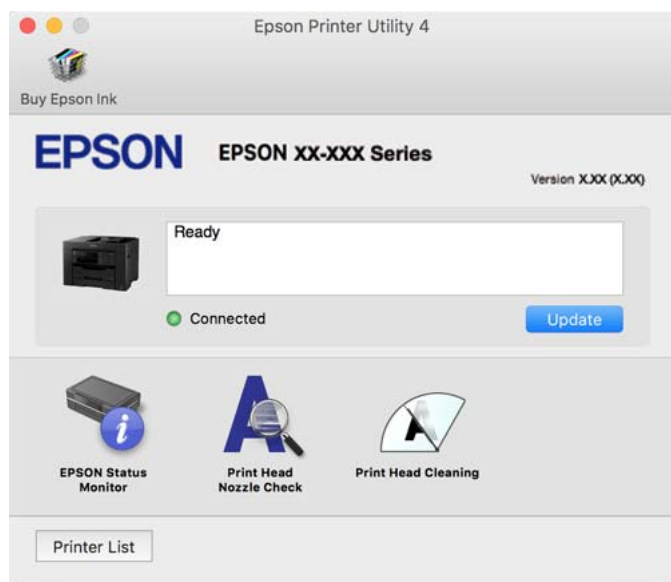 Epson Printer Utility 4
Buy Epson Ink
EPSON
EPSON XX-XXX Series
Version X.XX (X.XX)
Ready
Connected
Update
EPSON Status
Monitor
Print Head
Nozzle Check
Print Head Cleaning
Printer List